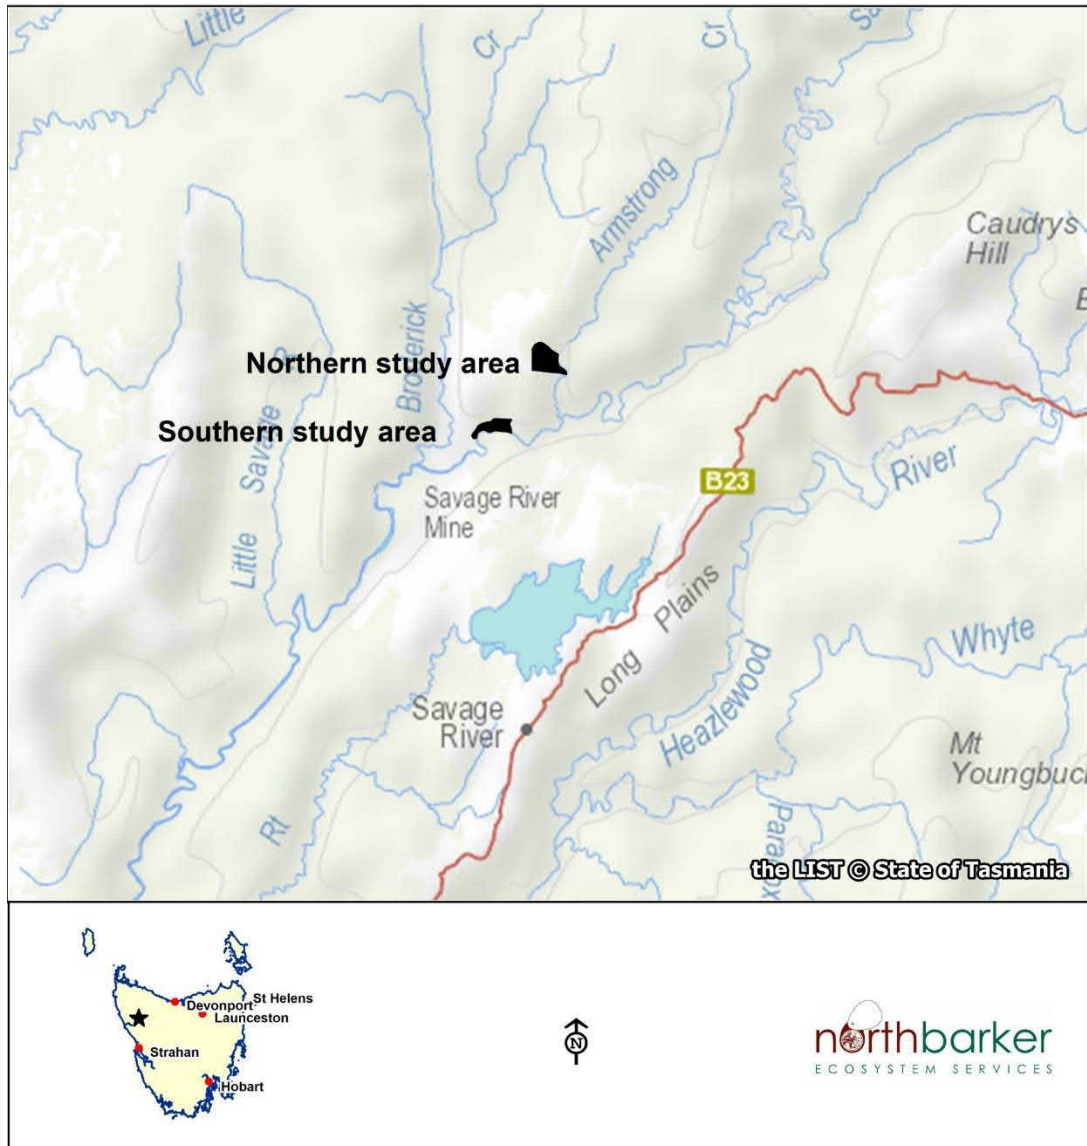 Little
Cr
Cr
Sa
Armstrong
Caudrys
Hill
Broderick
Northern study area
Southern study area
Little Savage R
B23
River
Savage River
Mine
Long Plains
Whyte
Heazlewood
Savage
River
Rt
Mt
Youngbuck
Paradox
the LIST © State of Tasmania
St Helens
Devonport
Launceston
Strahan
Hobart
N
northbarker
ECOSYSTEM SERVICES